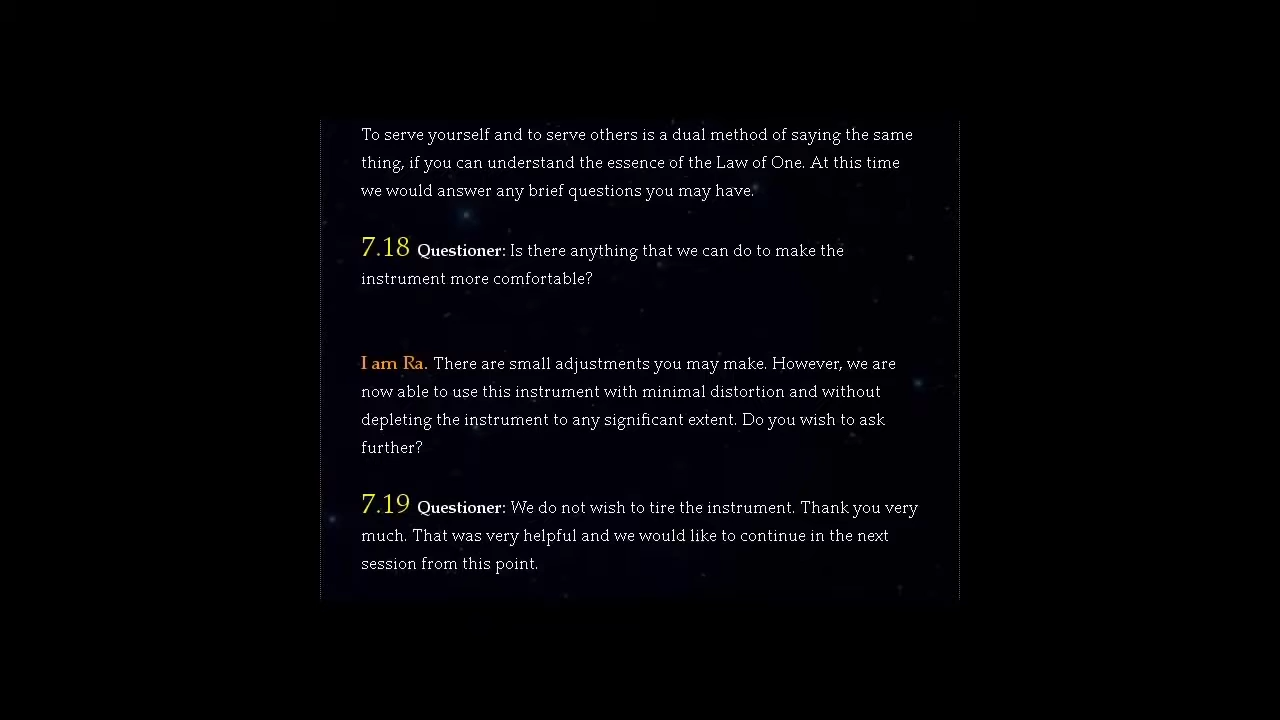 To serve yourself and to serve others is a dual method of saying the same
thing, if you can understand the essence of the Law of One. At this time
we would answer any brief questions you may have.
7.18 Questioner: Is there anything that we can do to make the
instrument more comfortable?
I am Ra. There are small adjustments you may make. However, we are
now able to use this instrument with minimal distortion and without
depleting the instrument to any significant extent. Do you wish to ask
further?
7.19 Questioner: We do not wish to tire the instrument. Thank you very
much. That was very helpful and we would like to continue in the next
session from this point.